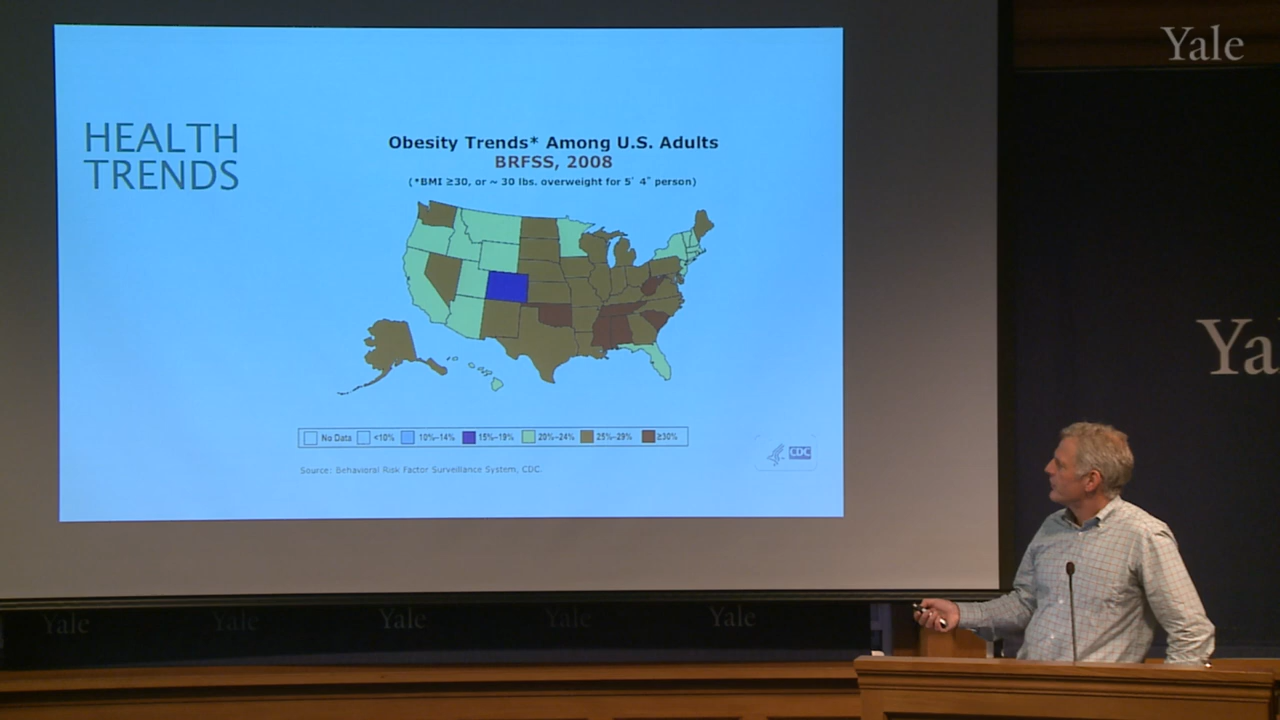 Yale
HEALTH
TRENDS
Obesity Trends* Among U.S. Adults
BRFSS, 2008
(*BMI ≥30, or ~ 30 lbs. overweight for 5' 4" person)
No Data <10% 10%–14% 15%–19% 20%–24% 25%–29% ≥30%
Source: Behavioral Risk Factor Surveillance System, CDC.
CDC
Ya
Yale Yale Yale Yale Yale